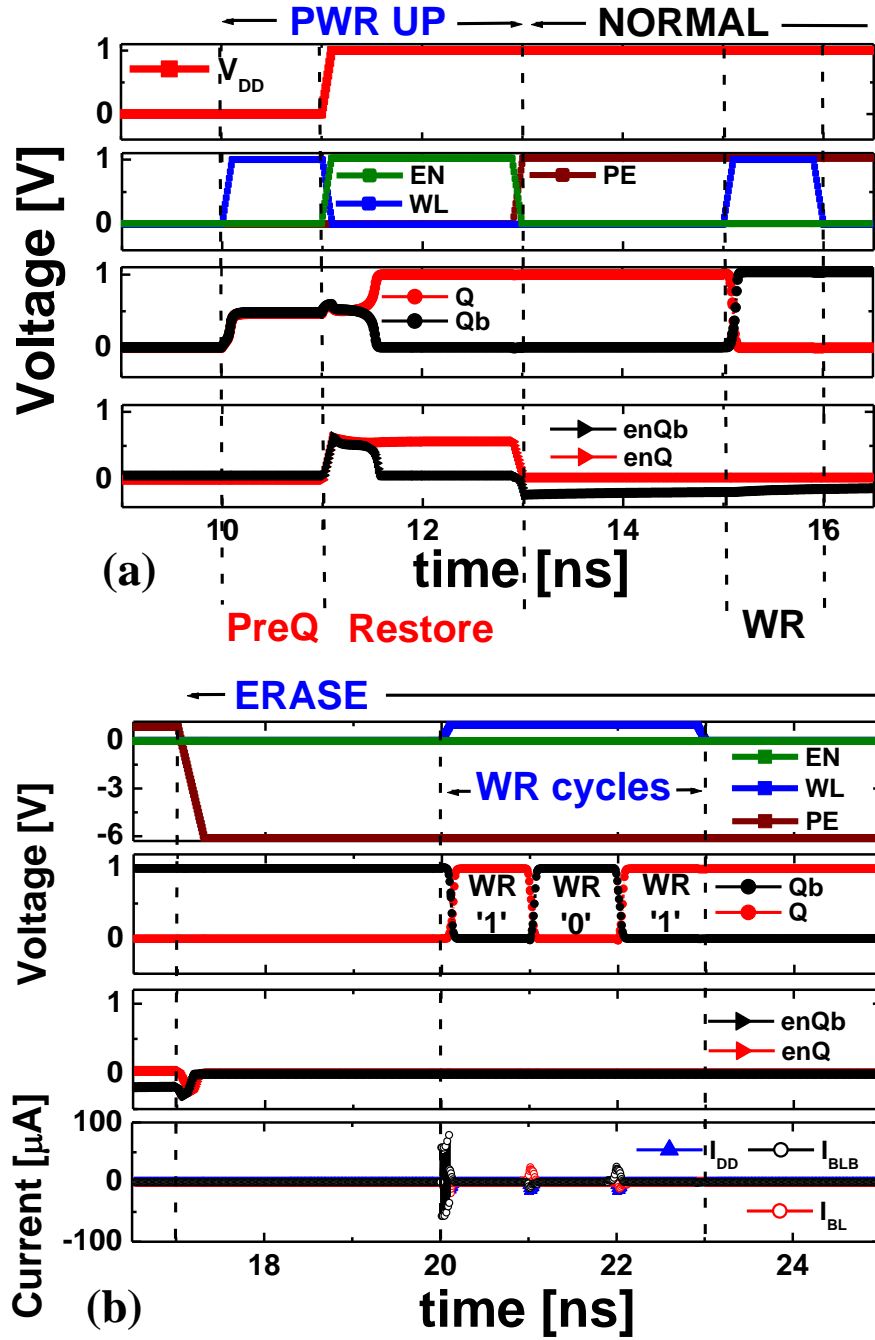 PWR UP NORMAL
1
V_DD
0
1
EN
PE
WL
0
1
Q
Qb
0
Voltage [V]
1
enQb
enQ
0
10 12 14 16
(a) time [ns]
PreQ Restore WR
ERASE
0
EN
WR cycles
WL
-3
PE
-6
Voltage [V]
1
WR WR WR
'1' '0' '1'
Qb
Q
0
Voltage [V]
1
enQb
enQ
0
Current [µA]
100
I_DD I_BLB
0
I_BL
-100
18 20 22 24
(b) time [ns]